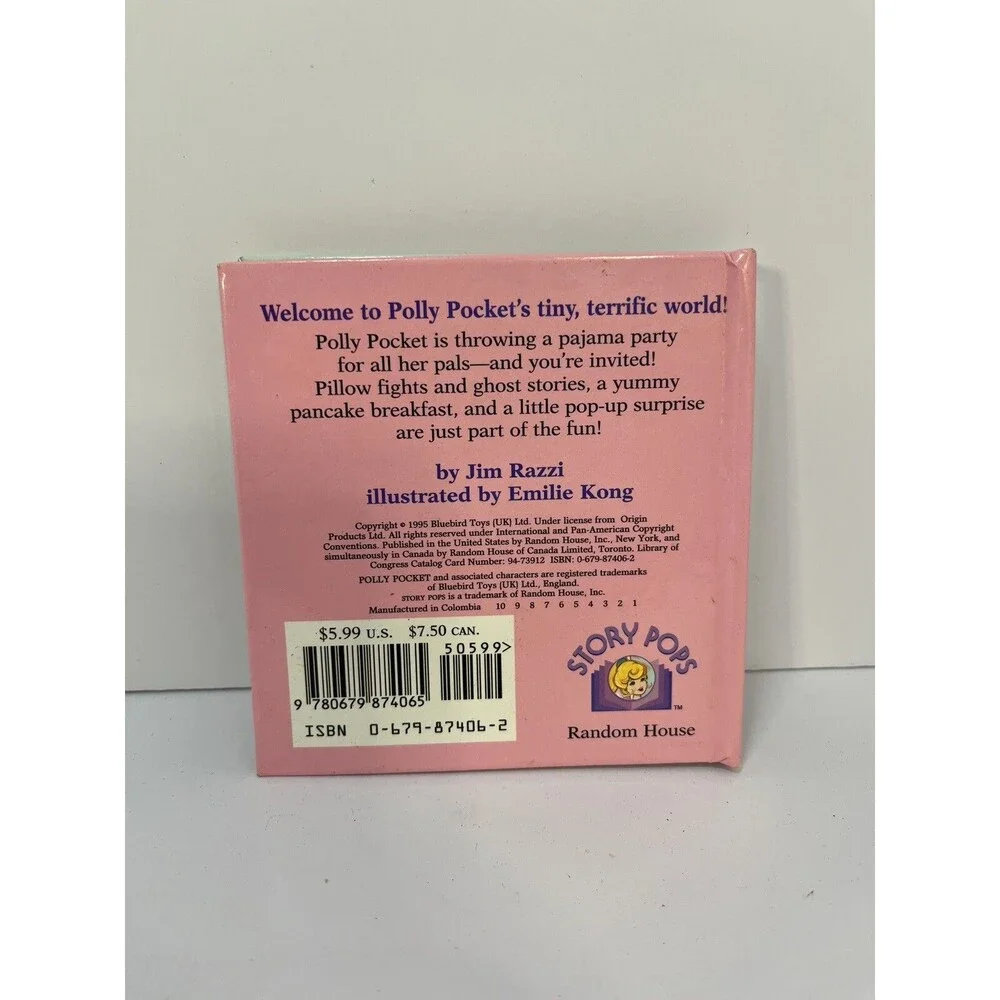 Welcome to Polly Pocket's tiny, terrific world!
Polly Pocket is throwing a pajama party
for all her pals—and you're invited!
Pillow fights and ghost stories, a yummy
pancake breakfast, and a little pop-up surprise
are just part of the fun!
by Jim Razzi
illustrated by Emilie Kong
Copyright © 1995 Bluebird Toys (UK) Ltd. Under license from Origin
Products Ltd. All rights reserved under International and Pan-American Copyright
Conventions. Published in the United States by Random House, Inc., New York, and
simultaneously in Canada by Random House of Canada Limited, Toronto. Library of
Congress Catalog Card Number: 94-73912 ISBN: 0-679-87406-2
POLLY POCKET and associated characters are registered trademarks
of Bluebird Toys (UK) Ltd., England.
STORY POPS is a trademark of Random House, Inc.
Manufactured in Colombia 10 9 8 7 6 5 4 3 2 1
$5.99 U.S. $7.50 CAN.
50599>
9 780679 874065
ISBN 0-679-87406-2
STORY POPS
TM
Random House